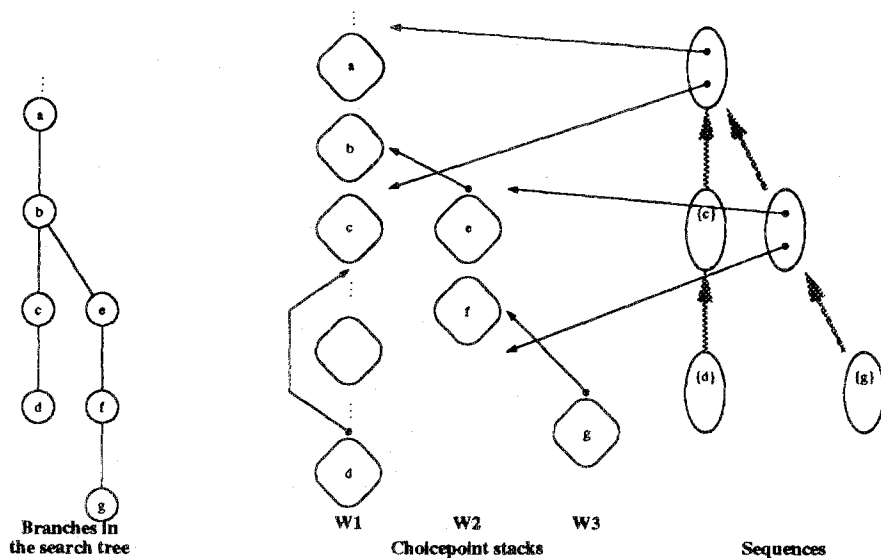 a
b
c
e
d
f
g
Branches in
the search tree
a
b
c
e
f
g
d
W1
W2
W3
Choicepoint stacks
{c}
{d}
{g}
Sequences